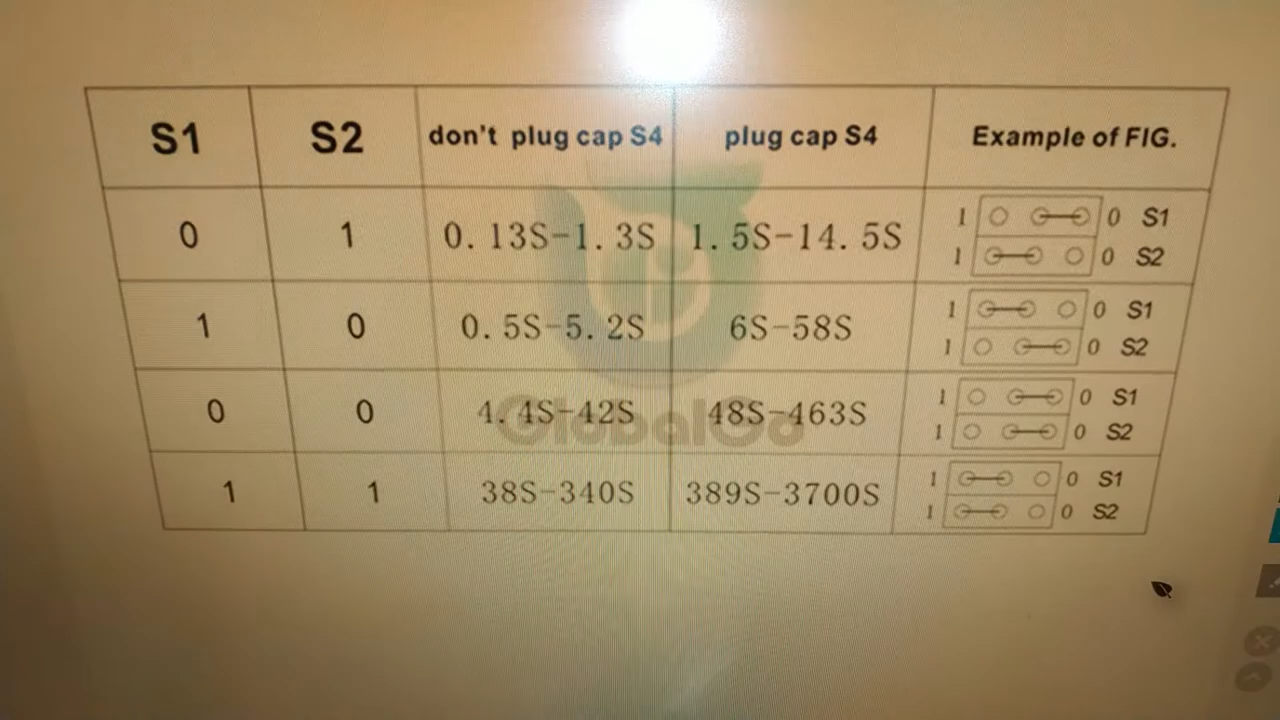 S1 S2 don't plug cap S4 plug cap S4 Example of FIG.
0 1 0.13S-1.3S 1.5S-14.5S 1 0 S1
1 0 S2
1 0 0.5S-5.2S 6S-58S 1 0 S1
1 0 S2
0 0 4.4S-42S 48S-463S 1 0 S1
1 0 S2
1 1 38S-340S 389S-3700S 1 0 S1
1 0 S2
GlobalGo